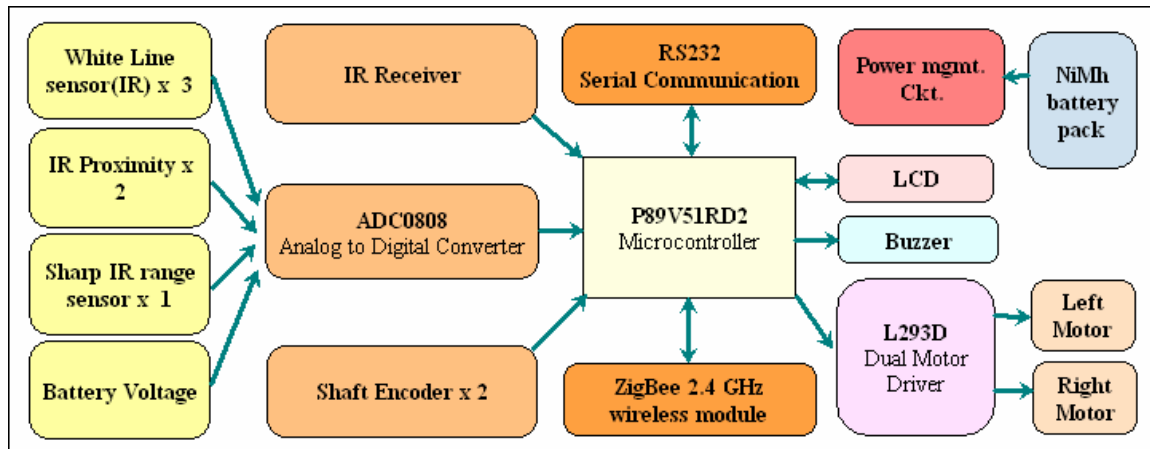 White Line
sensor(IR) x 3
IR Proximity x
2
Sharp IR range
sensor x 1
Battery Voltage
IR Receiver
ADC0808
Analog to Digital Converter
Shaft Encoder x 2
RS232
Serial Communication
P89V51RD2
Microcontroller
ZigBee 2.4 GHz
wireless module
Power mgmt.
Ckt.
NiMh
battery
pack
LCD
Buzzer
L293D
Dual Motor
Driver
Left
Motor
Right
Motor